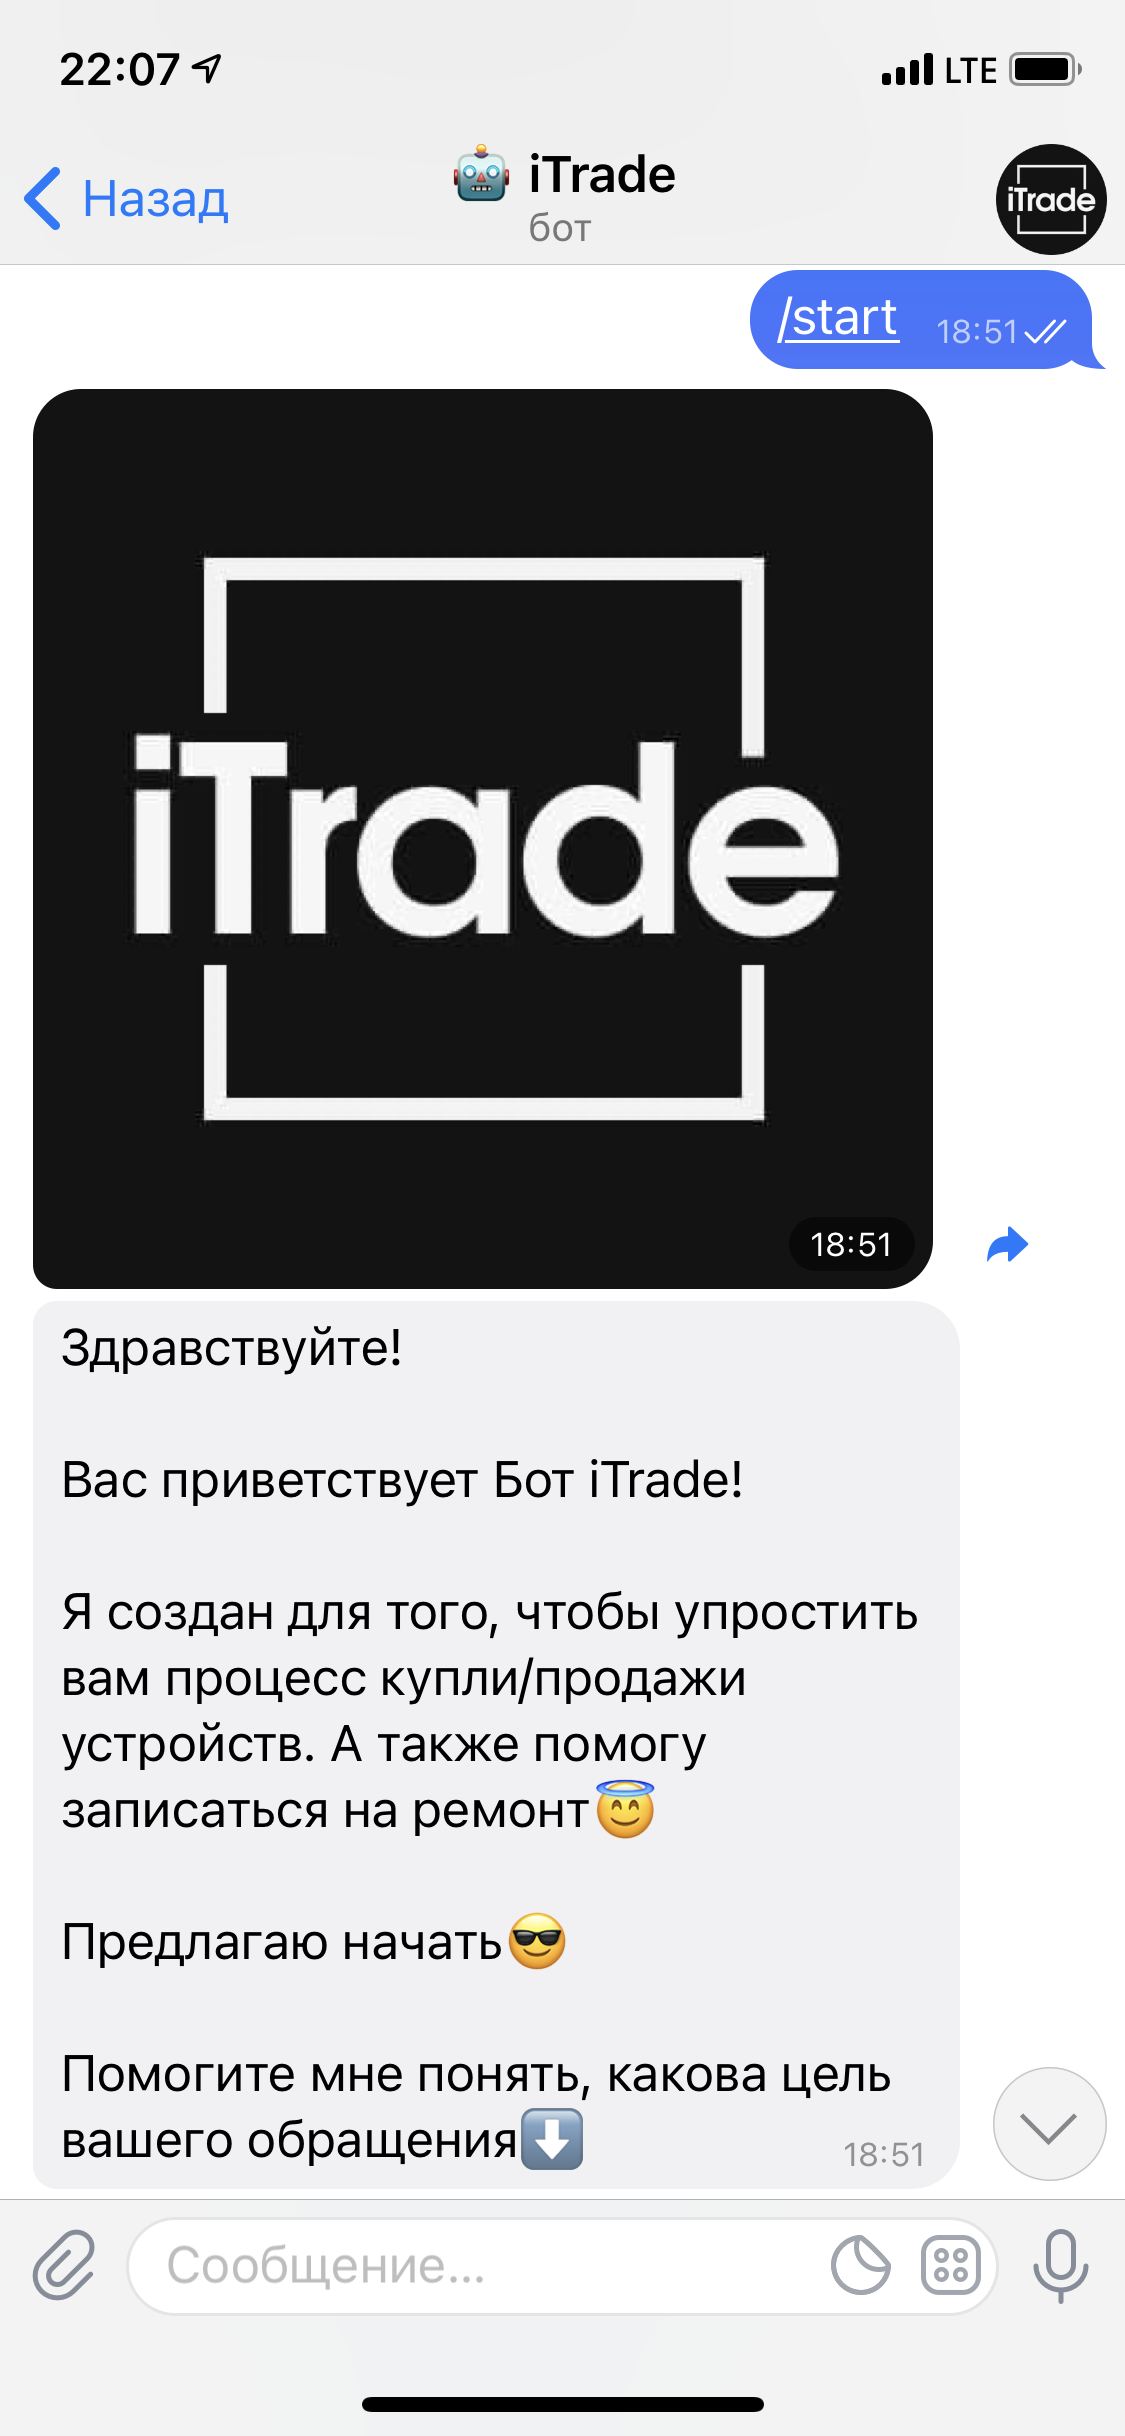 22:07
LTE
Назад
🤖 iTrade
бот
iTrade
/start 18:51
iTrade
18:51
Здравствуйте!
Вас приветствует Бот iTrade!
Я создан для того, чтобы упростить
вам процесс купли/продажи
устройств. А также помогу
записаться на ремонт😇
Предлагаю начать😎
Помогите мне понять, какова цель
вашего обращения⬇️
18:51
Сообщение...